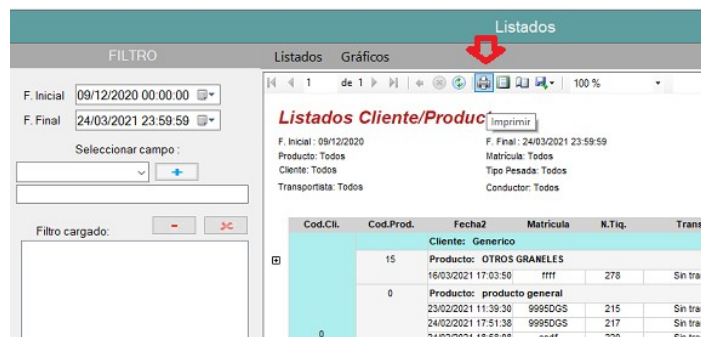 Listados
FILTRO
Listados Gráficos
F. Inicial 09/12/2020 00:00:00
F. Final 24/03/2021 23:59:59
Seleccionar campo :
Filtro cargado:
1 de 1 100 %
Imprimir
Listados Cliente/Produc
F. Inicial : 09/12/2020 F. Final : 24/03/2021 23:59:59
Producto: Todos Matricula: Todos
Cliente: Todos Tipo Pesada: Todos
Transportista: Todos Conductor: Todos
Cod.Cli. Cod.Prod. Fecha2 Matricula N.Tiq. Trans
Cliente: Generico
15 Producto: OTROS GRANELES
16/03/2021 17:03:50 ffff 278 Sin tra
0 Producto: producto general
23/02/2021 11:39:30 9995DGS 215 Sin tra
24/02/2021 17:51:38 9995DGS 217 Sin tra
0